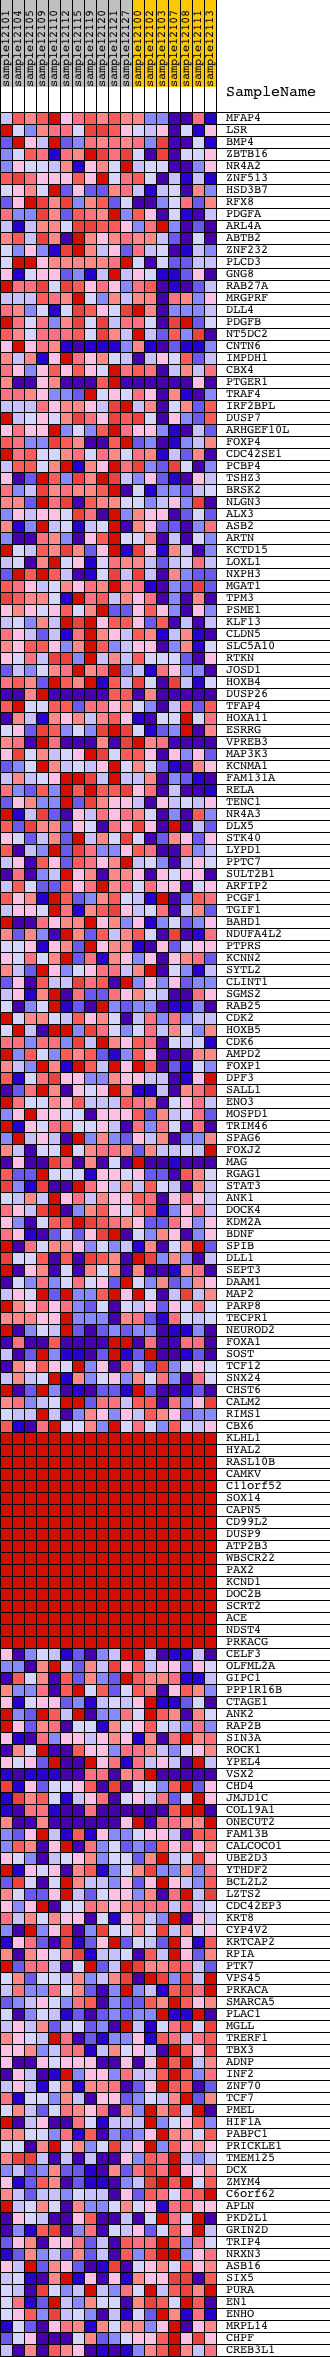 sample12101
sample12104
sample12105
sample12109
sample12110
sample12112
sample12115
sample12120
sample12100
sample12102
sample12103
sample12107
sample12108
sample12111
SampleName
MFAP4
LSR
BMP4
ZBTB16
NR4A2
ZNF513
HSD3B7
RFX8
PDGFA
ARL4A
ABTB2
ZNF232
PLCD3
GNG8
RAB27A
MRGPRF
DLL4
PDGFB
NT5DC2
CNTN6
IMPDH1
CBX4
PTGER1
TRAF4
IRF2BPL
DUSP7
ARHGEF10L
FOXP4
CDC42SE1
PCBP4
TSHZ3
BRSK2
NLGN3
ALX3
ASB2
ARTN
KCTD15
LOXL1
NXPH3
MGAT1
TPM3
PSME1
KLF13
CLDN5
SLC5A10
RTKN
JOSD1
HOXB4
DUSP26
TFAP4
HOXA11
ESRRG
VPREB3
MAP3K3
KCNMA1
FAM131A
RELA
TENC1
NR4A3
DLX5
STK40
LYPD1
PPTC7
SULT2B1
ARFIP2
PCGF1
TGIF1
BAHD1
NDUFA4L2
PTPRS
KCNN2
SYTL2
CLINT1
SGMS2
RAB25
CDK2
HOXB5
CDK6
AMPD2
FOXP1
DPF3
SALL1
ENO3
MOSPD1
TRIM46
SPAG6
FOXJ2
MAG
RGAG1
STAT3
ANK1
DOCK4
KDM2A
BDNF
SPIB
DLL1
SEPT3
DAAM1
MAP2
PARP8
TECPR1
NEUROD2
FOXA1
SOST
TCF12
SNX24
CHST6
CALM2
RIMS1
CBX6
KLHL1
HYAL2
RASL10B
CAMKV
C11orf52
SOX14
CAPN5
CD99L2
DUSP9
ATP2B3
WBSCR22
PAX2
KCND1
DOC2B
SCRT2
ACE
NDST4
PRKACG
CELF3
OLFML2A
GIPC1
PPP1R16B
CTAGE1
ANK2
RAP2B
SIN3A
ROCK1
YPEL4
VSX2
CHD4
JMJD1C
COL19A1
ONECUT2
FAM13B
CALCOCO1
UBE2D3
YTHDF2
BCL2L2
LZTS2
CDC42EP3
KRT8
CYP4V2
KRTCAP2
RPIA
PTK7
VPS45
PRKACA
SMARCA5
PLAC1
MGLL
TRERF1
TBX3
ADNP
INF2
ZNF70
TCF7
PMEL
HIF1A
PABPC1
PRICKLE1
TMEM125
DCX
ZMYM4
C6orf62
APLN
PKD2L1
GRIN2D
TRIP4
NRXN3
ASB16
SIX5
PURA
EN1
ENHO
MRPL14
CHPF
CREB3L1